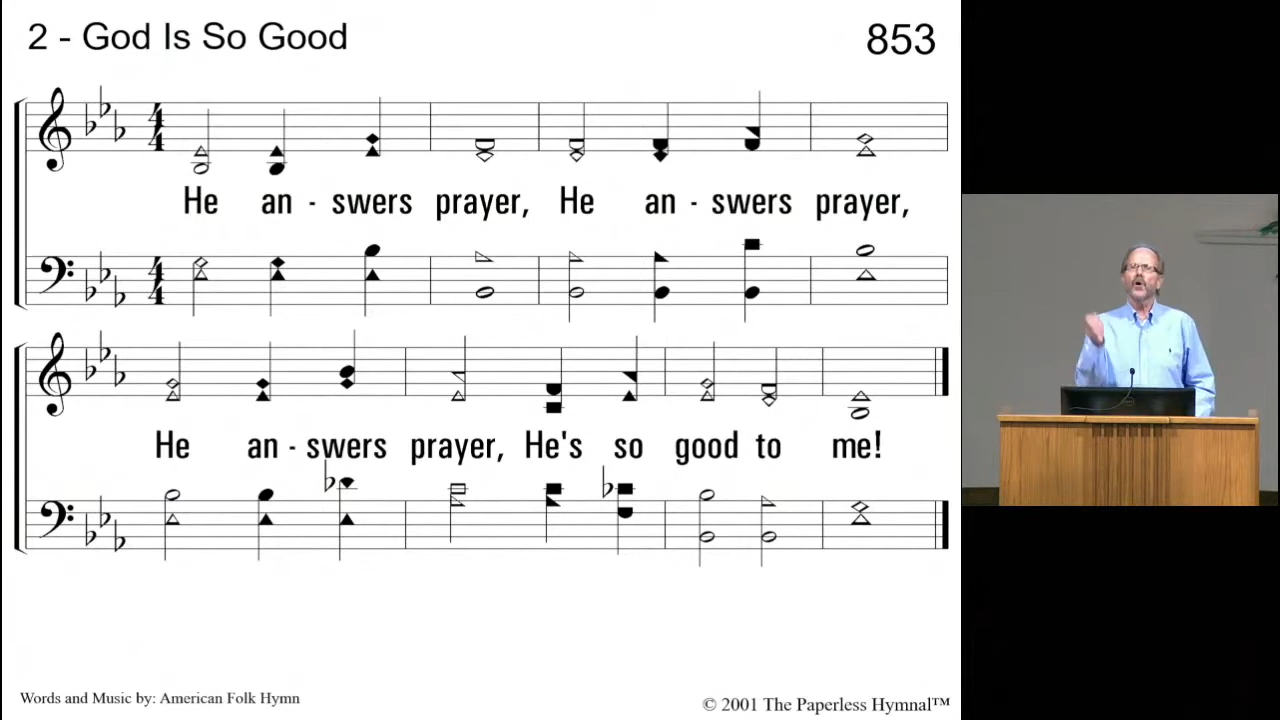 2 - God Is So Good
853
He an - swers prayer, He an - swers prayer,
He an - swers prayer, He's so good to me!
Words and Music by: American Folk Hymn
© 2001 The Paperless Hymnal™